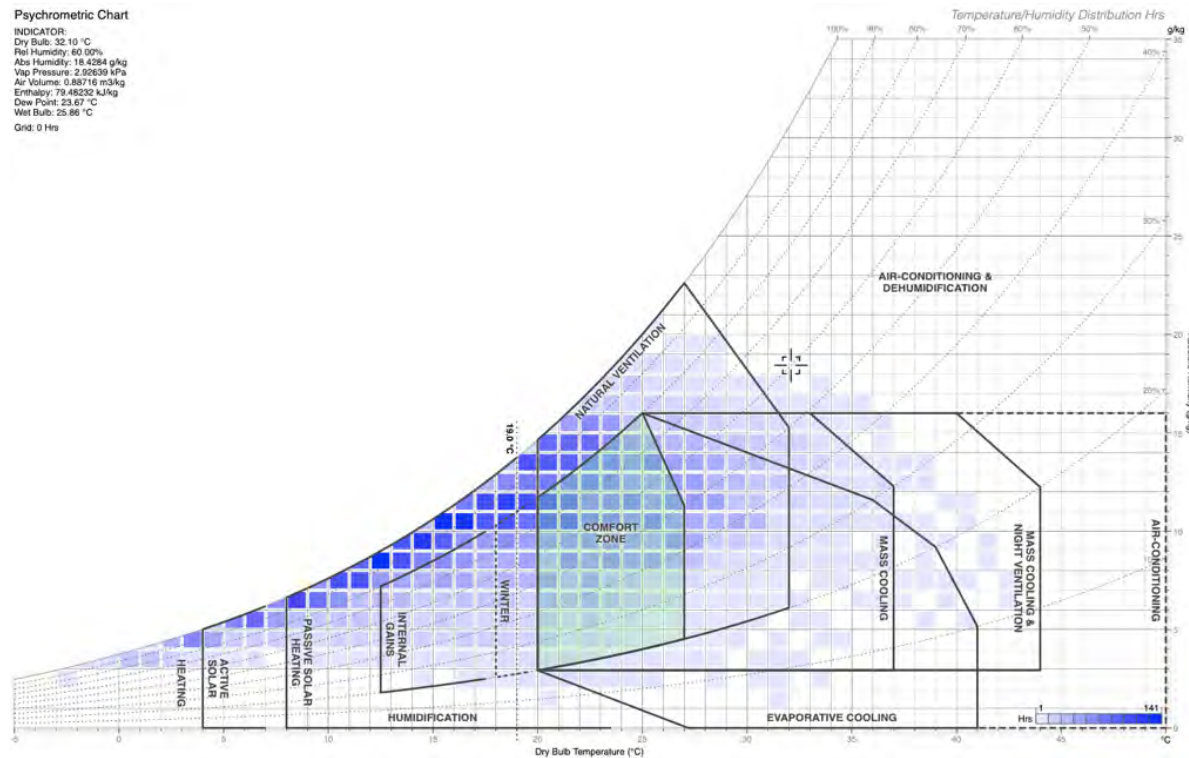 Psychrometric Chart
INDICATOR:
Dry Bulb: 32.10 °C
Rel Humidity: 60.00%
Abs Humidity: 18.4284 g/kg
Vap Pressure: 2.92639 kPa
Air Volume: 0.88716 m3/kg
Enthalpy: 79.48232 kJ/kg
Dew Point: 23.67 °C
Wet Bulb: 25.86 °C
Grid: 0 Hrs
Temperature/Humidity Distribution Hrs
100% 90% 80% 70% 60% 50%
g/kg
40%
30
AIR-CONDITIONING &
DEHUMIDIFICATION
30%
25
NATURAL VENTILATION
20
20%
19.0 °C
15
COMFORT
ZONE
10
HEATING
ACTIVE
SOLAR
PASSIVE SOLAR
HEATING
INTERNAL
GAINS
WINTER
MASS COOLING
MASS COOLING &
NIGHT VENTILATION
AIR-CONDITIONING
5
HUMIDIFICATION
EVAPORATIVE COOLING
Hrs 1 141
0
-5 0 5 10 15 20 25 30 35 40 45 °C
Dry Bulb Temperature (°C)